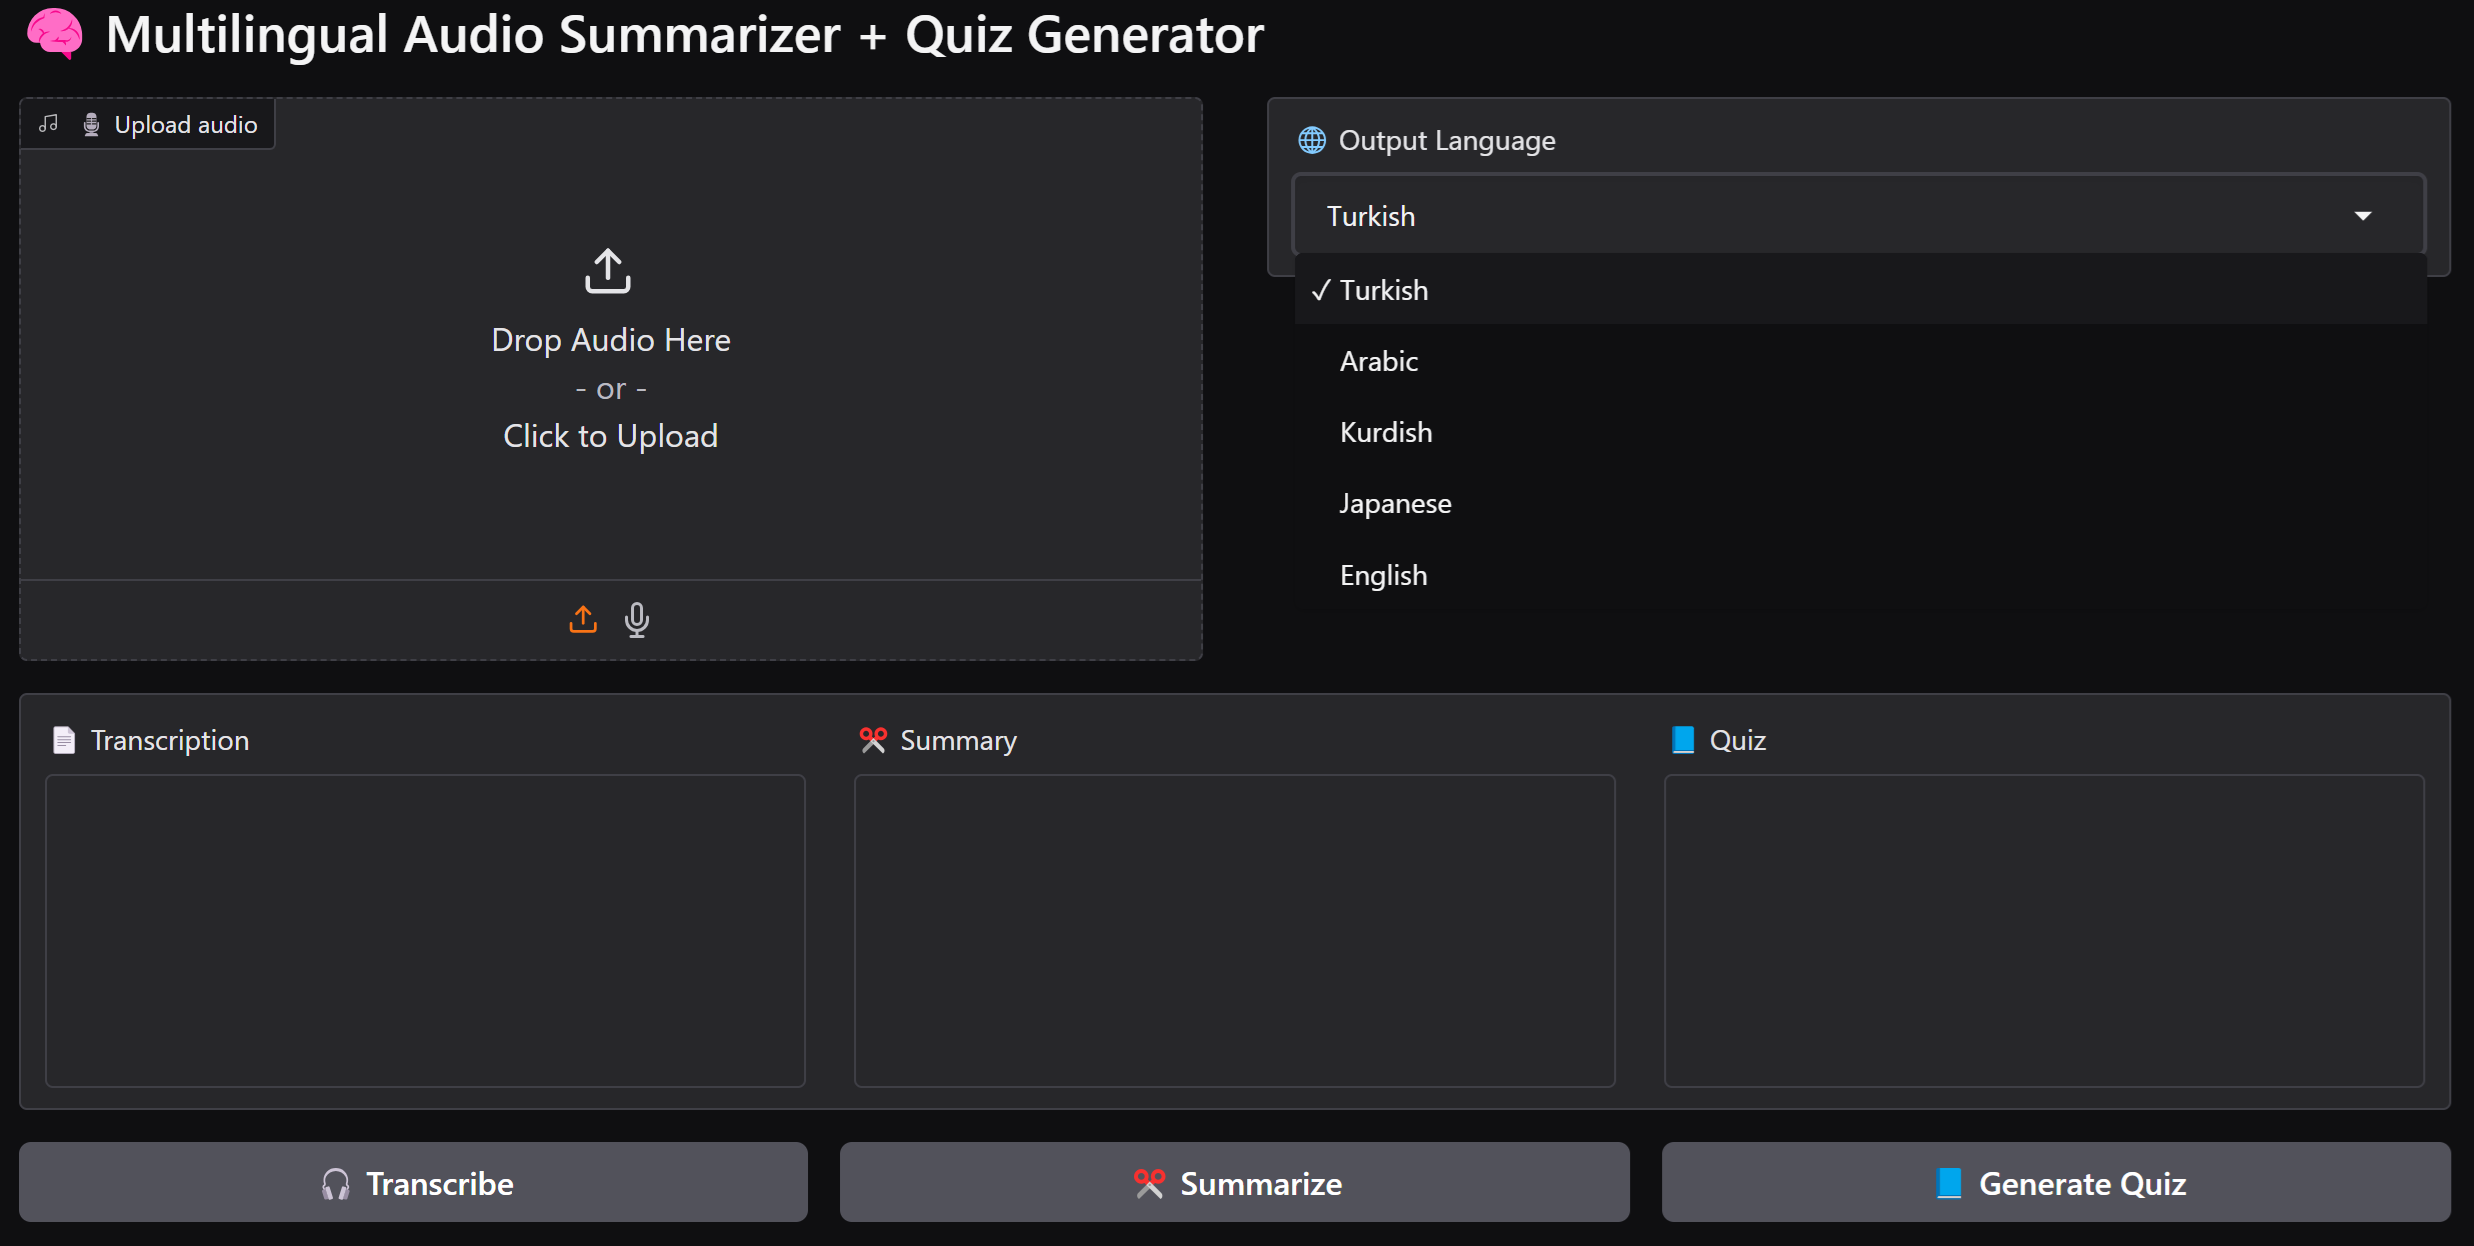 Multilingual Audio Summarizer + Quiz Generator
Upload audio
Drop Audio Here
- or -
Click to Upload
Output Language
Turkish
✓ Turkish
Arabic
Kurdish
Japanese
English
Transcription
Summary
Quiz
Transcribe
Summarize
Generate Quiz